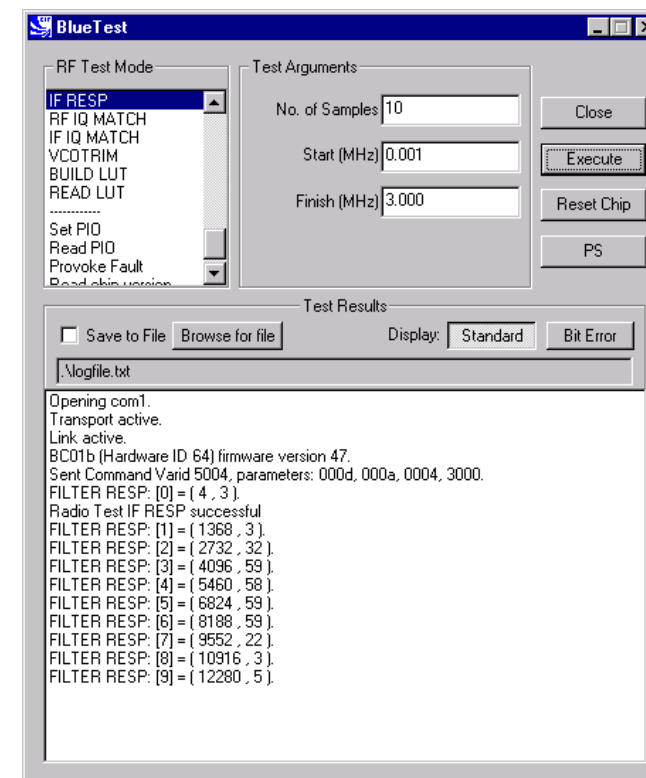 BlueTest
RF Test Mode
IF RESP
RF IQ MATCH
IF IQ MATCH
VCOTRIM
BUILD LUT
READ LUT
------------
Set PIO
Read PIO
Provoke Fault
Read chip version
Test Arguments
No. of Samples 10
Start (MHz) 0.001
Finish (MHz) 3.000
Close
Execute
Reset Chip
PS
Test Results
Save to File Browse for file Display: Standard Bit Error
.\logfile.txt
Opening com1.
Transport active.
Link active.
BC01b (Hardware ID 64) firmware version 47.
Sent Command Varid 5004, parameters: 000d, 000a, 0004, 3000.
FILTER RESP: [0] = ( 4 , 3 ).
Radio Test IF RESP successful
FILTER RESP: [1] = ( 1368 , 3 ).
FILTER RESP: [2] = ( 2732 , 32 ).
FILTER RESP: [3] = ( 4096 , 59 ).
FILTER RESP: [4] = ( 5460 , 58 ).
FILTER RESP: [5] = ( 6824 , 59 ).
FILTER RESP: [6] = ( 8188 , 59 ).
FILTER RESP: [7] = ( 9552 , 22 ).
FILTER RESP: [8] = ( 10916 , 3 ).
FILTER RESP: [9] = ( 12280 , 5 ).